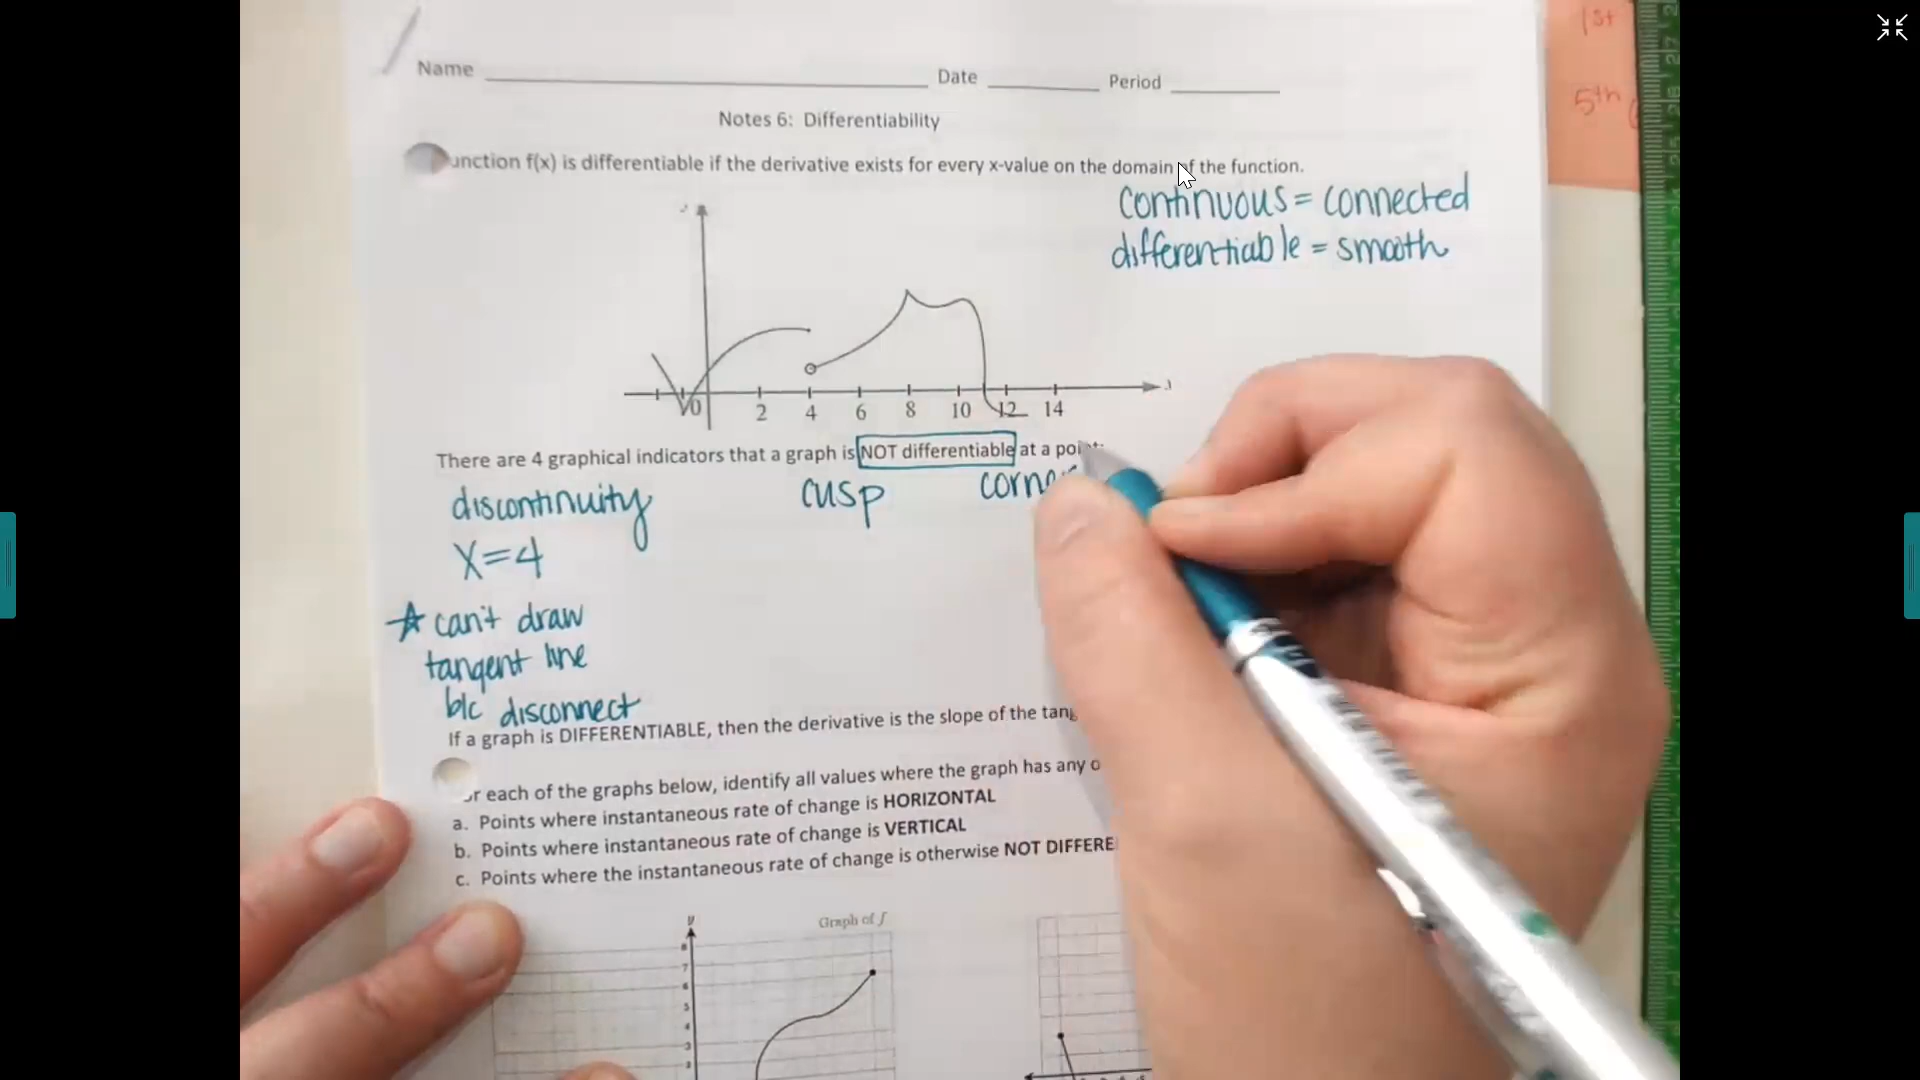 1st
5th
Name Date Period
Notes 6: Differentiability
unction f(x) is differentiable if the derivative exists for every x-value on the domain of the function.
continuous = connected
differentiable = smooth
0 2 4 6 8 10 12 14
There are 4 graphical indicators that a graph is NOT differentiable at a
discontinuity cusp
x=4
☆ can't draw
tangent line
b/c disconnect
If a graph is DIFFERENTIABLE, then the derivative is the slope of the
r each of the graphs below, identify all values where the graph has any
a. Points where instantaneous rate of change is HORIZONTAL
b. Points where instantaneous rate of change is VERTICAL
c. Points where the instantaneous rate of change is otherwise NOT
y Graph of f